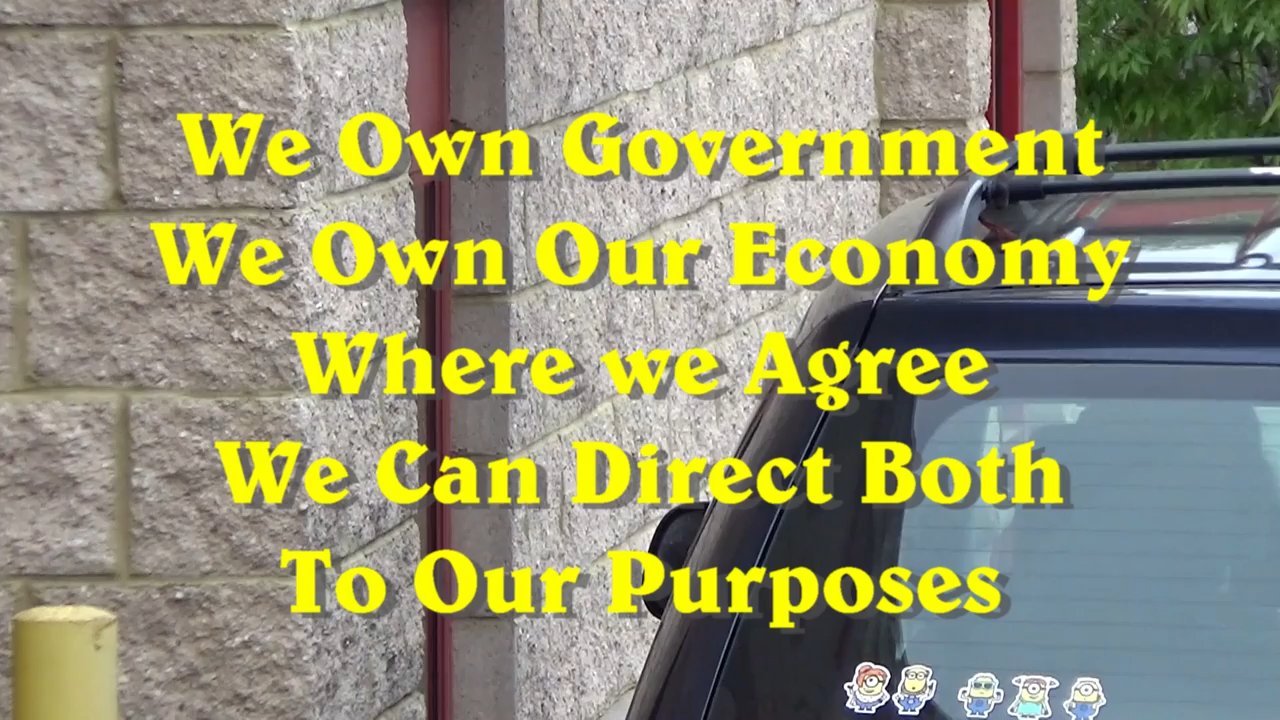 We Own Government
We Own Our Economy
Where we Agree
We Can Direct Both
To Our Purposes